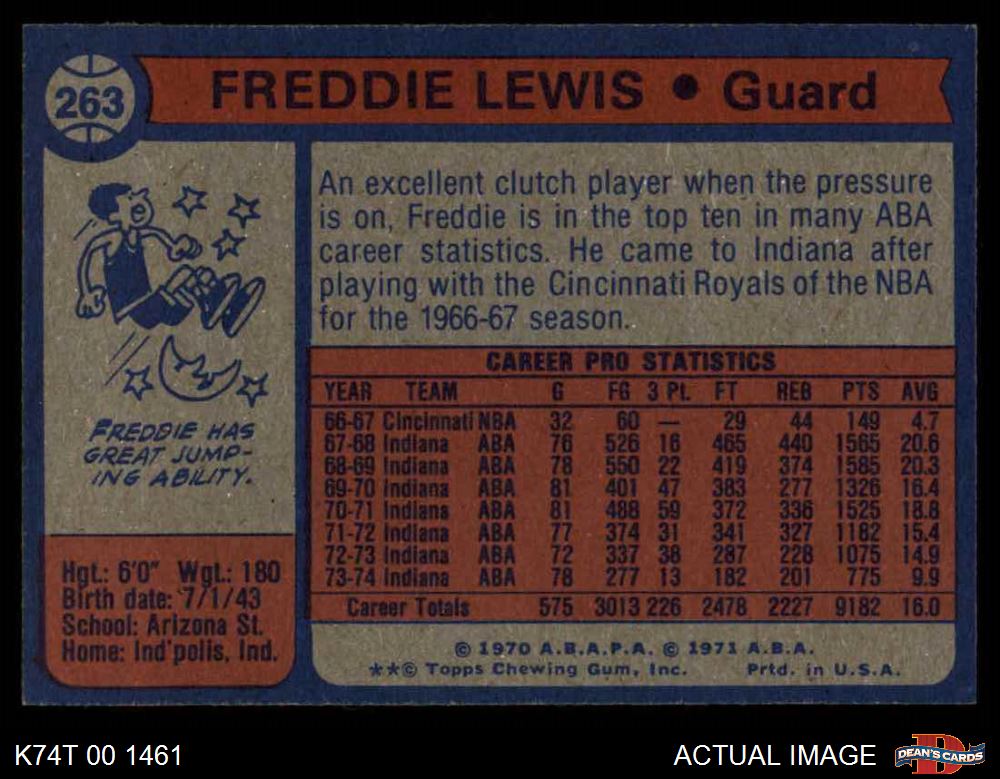 263
FREDDIE LEWIS • Guard
An excellent clutch player when the pressure
is on, Freddie is in the top ten in many ABA
career statistics. He came to Indiana after
playing with the Cincinnati Royals of the NBA
for the 1966-67 season.
FREDDIE HAS
GREAT JUMP-
ING ABILITY.
Hgt.: 6'0" Wgt.: 180
Birth date: 7/1/43
School: Arizona St.
Home: Ind'polis, Ind.
CAREER PRO STATISTICS
YEAR TEAM G FG 3 Pt. FT REB PTS AVG
66-67 Cincinnati NBA 32 60 — 29 44 149 4.7
67-68 Indiana ABA 76 526 16 465 440 1565 20.6
68-69 Indiana ABA 78 550 22 419 374 1585 20.3
69-70 Indiana ABA 81 401 47 383 277 1326 16.4
70-71 Indiana ABA 81 488 59 372 336 1525 18.8
71-72 Indiana ABA 77 374 31 341 327 1182 15.4
72-73 Indiana ABA 72 337 38 287 228 1075 14.9
73-74 Indiana ABA 78 277 13 182 201 775 9.9
Career Totals 575 3013 226 2478 2227 9182 16.0
© 1970 A.B.A.P.A. © 1971 A.B.A.
**© Topps Chewing Gum, Inc. Prtd. in U.S.A.
K74T 00 1461
ACTUAL IMAGE
D
DEAN'S CARDS